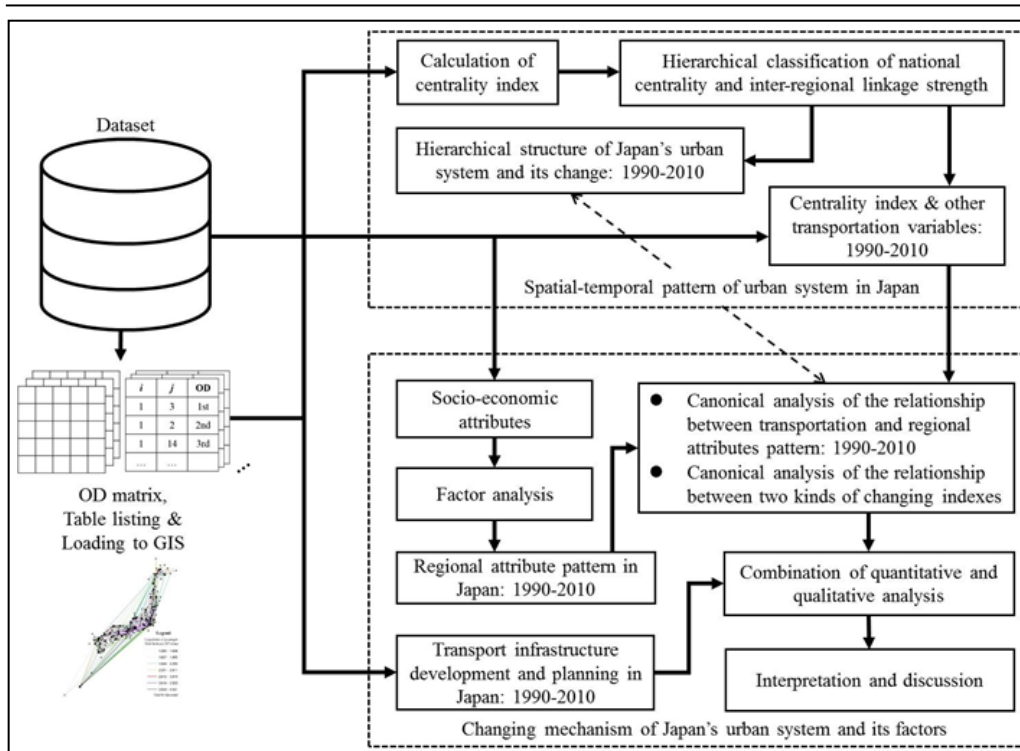 Dataset
i j OD
1 3 1st
1 2 2nd
1 14 3rd
... ...
...
OD matrix,
Table listing &
Loading to GIS
Calculation of
centrality index
Hierarchical classification of national
centrality and inter-regional linkage strength
Hierarchical structure of Japan's urban
system and its change: 1990-2010
Centrality index & other
transportation variables:
1990-2010
Spatial-temporal pattern of urban system in Japan
Socio-economic
attributes
Factor analysis
Regional attribute pattern in
Japan: 1990-2010
Transport infrastructure
development and planning in
Japan: 1990-2010
● Canonical analysis of the relationship
between transportation and regional
attributes pattern: 1990-2010
● Canonical analysis of the relationship
between two kinds of changing indexes
Combination of quantitative and
qualitative analysis
Interpretation and discussion
Changing mechanism of Japan's urban system and its factors